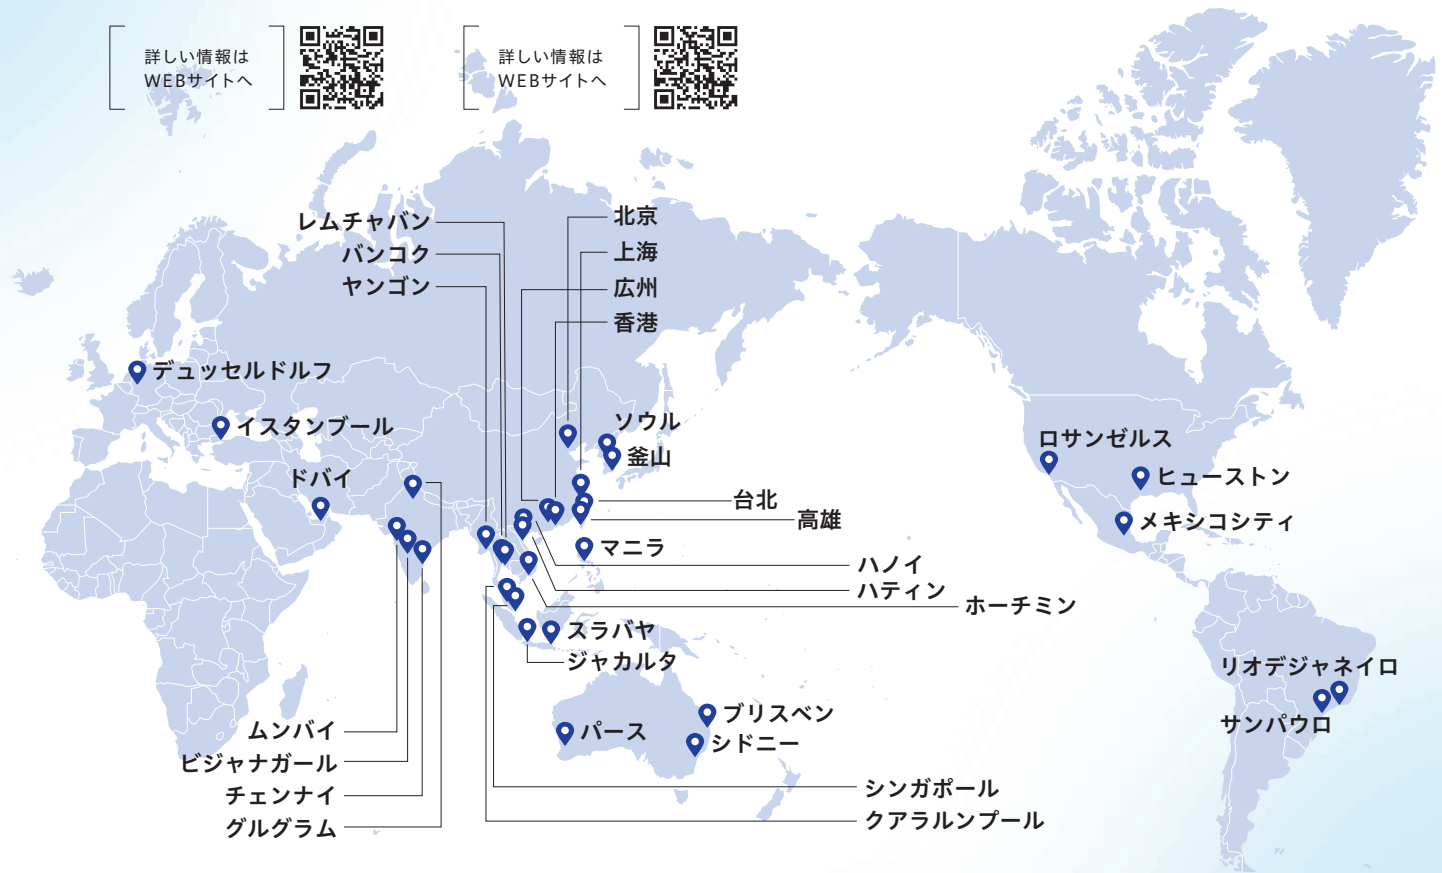 詳しい情報は
WEBサイトへ
詳しい情報は
WEBサイトへ
レムチャバン
バンコク
ヤンゴン
北京
上海
広州
香港
デュッセルドルフ
イスタンブール
ドバイ
ソウル
釜山
台北
高雄
マニラ
ハノイ
ハティン
ホーチミン
スラバヤ
ジャカルタ
ロサンゼルス
ヒューストン
メキシコシティ
リオデジャネイロ
サンパウロ
ブリスベン
パース
シドニー
ムンバイ
ビジャナガール
チェンナイ
グルグラム
シンガポール
クアラルンプール